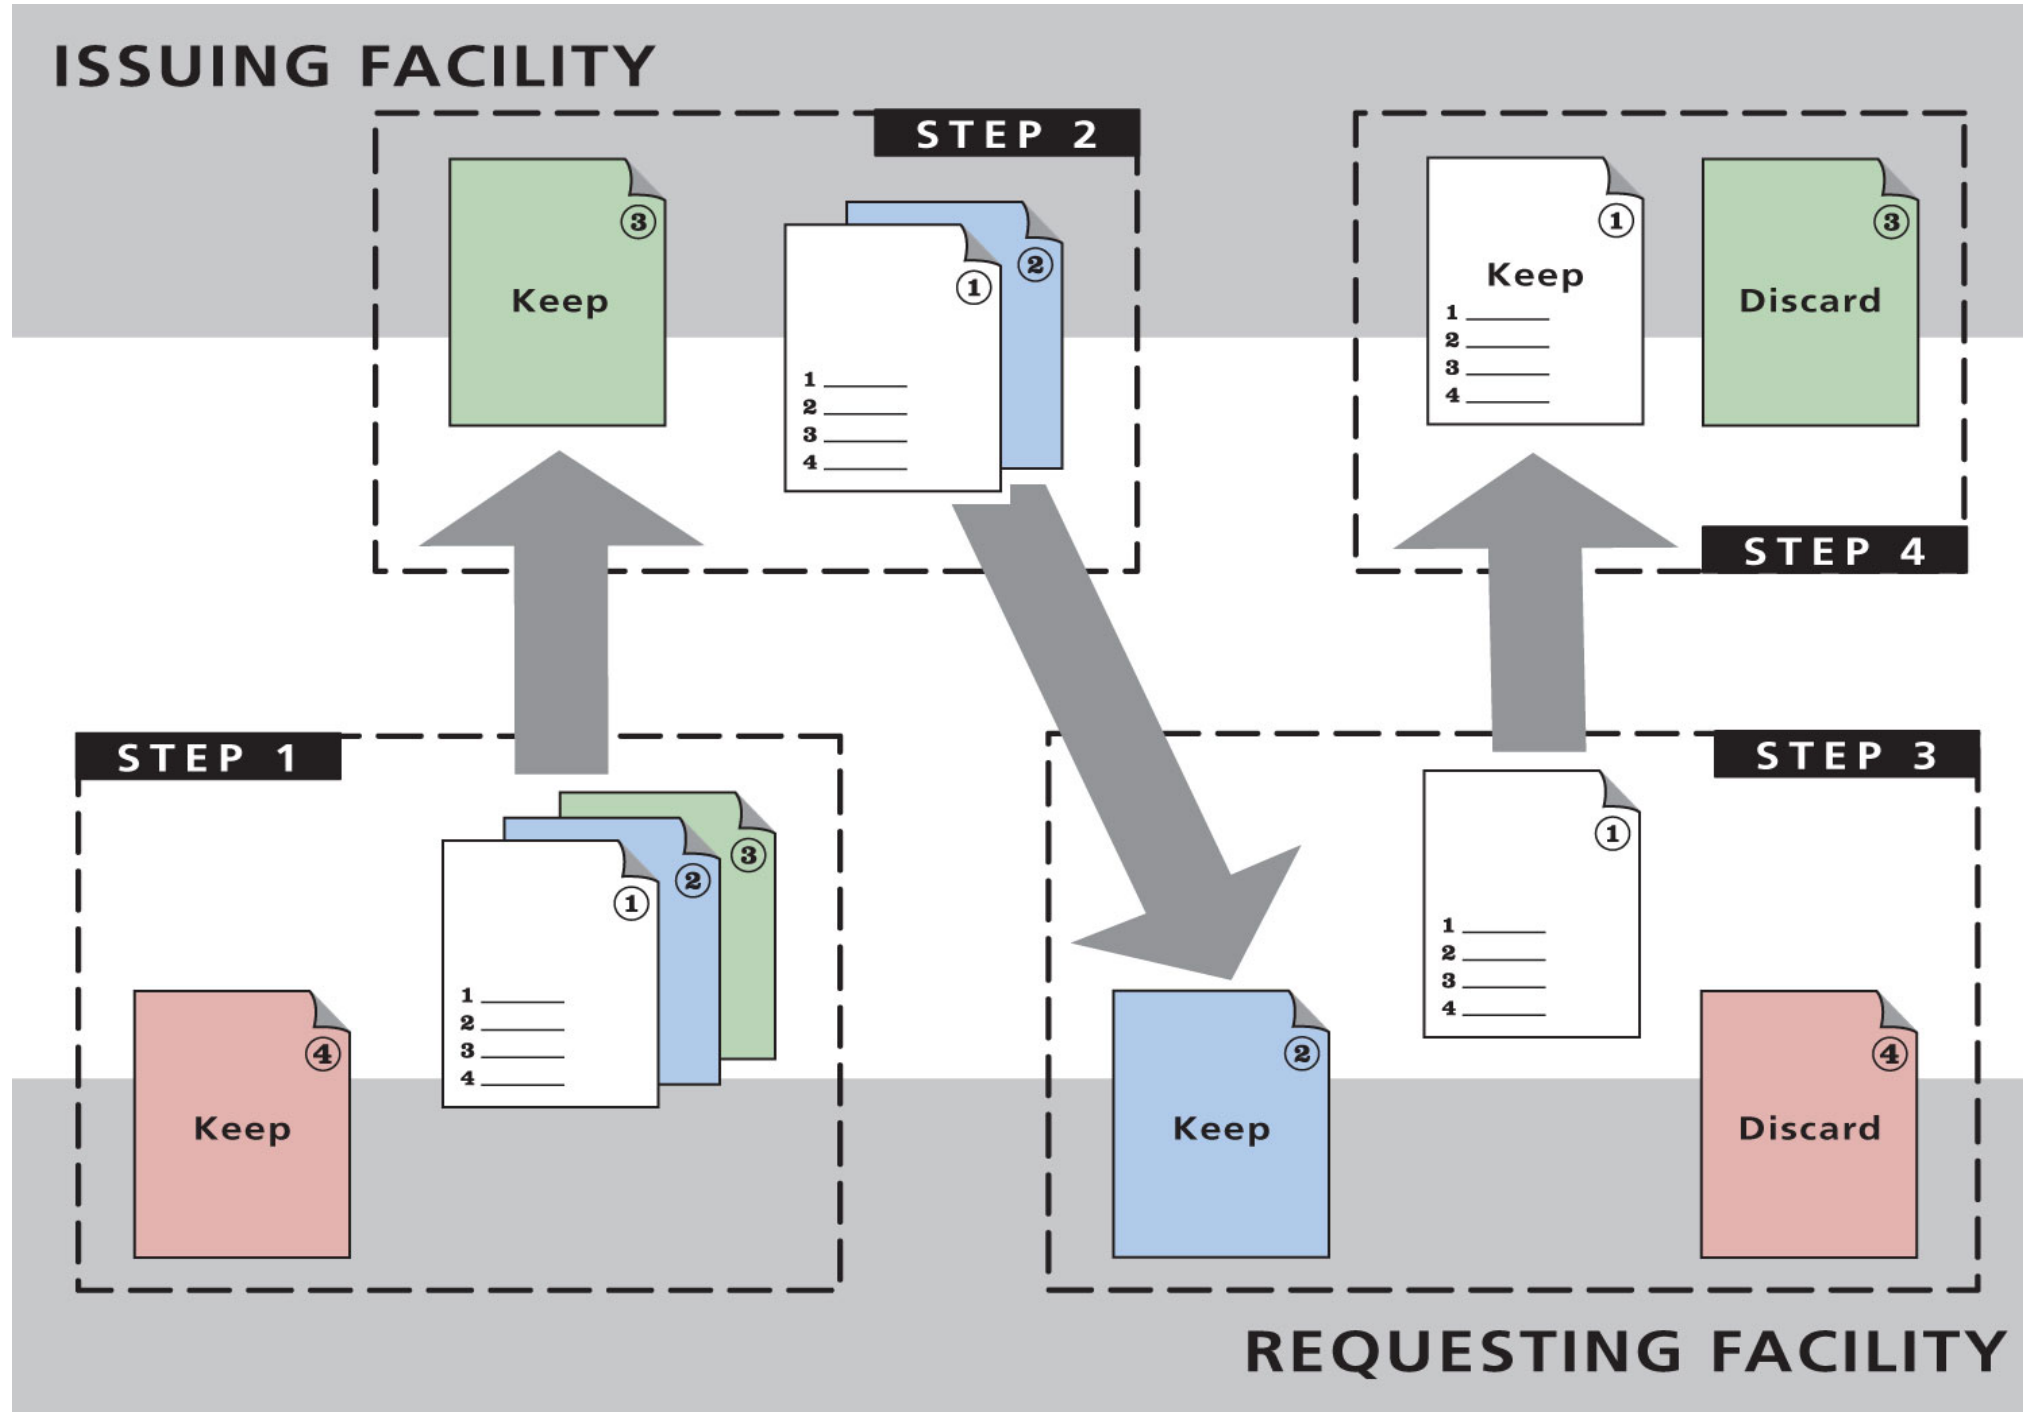 ISSUING FACILITY
STEP 2
③
Keep
②
①
1
2
3
4
①
Keep
1
2
3
4
③
Discard
STEP 4
STEP 1
③
②
①
1
2
3
4
④
Keep
STEP 3
①
1
2
3
4
②
Keep
④
Discard
REQUESTING FACILITY